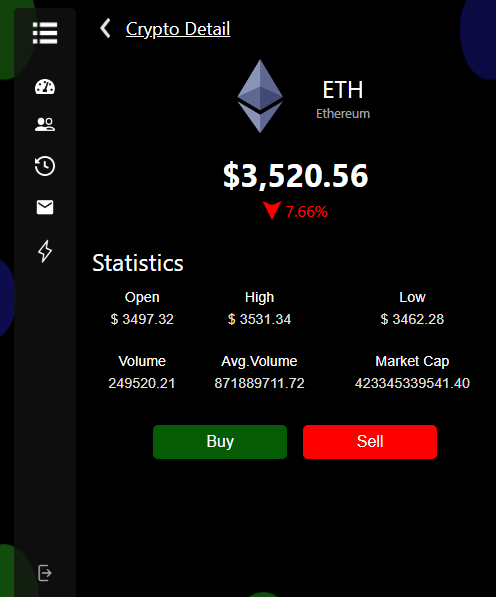 Crypto Detail
ETH
Ethereum
$3,520.56
7.66%
Statistics
Open High Low
$ 3497.32 $ 3531.34 $ 3462.28
Volume Avg.Volume Market Cap
249520.21 871889711.72 423345339541.40
Buy Sell